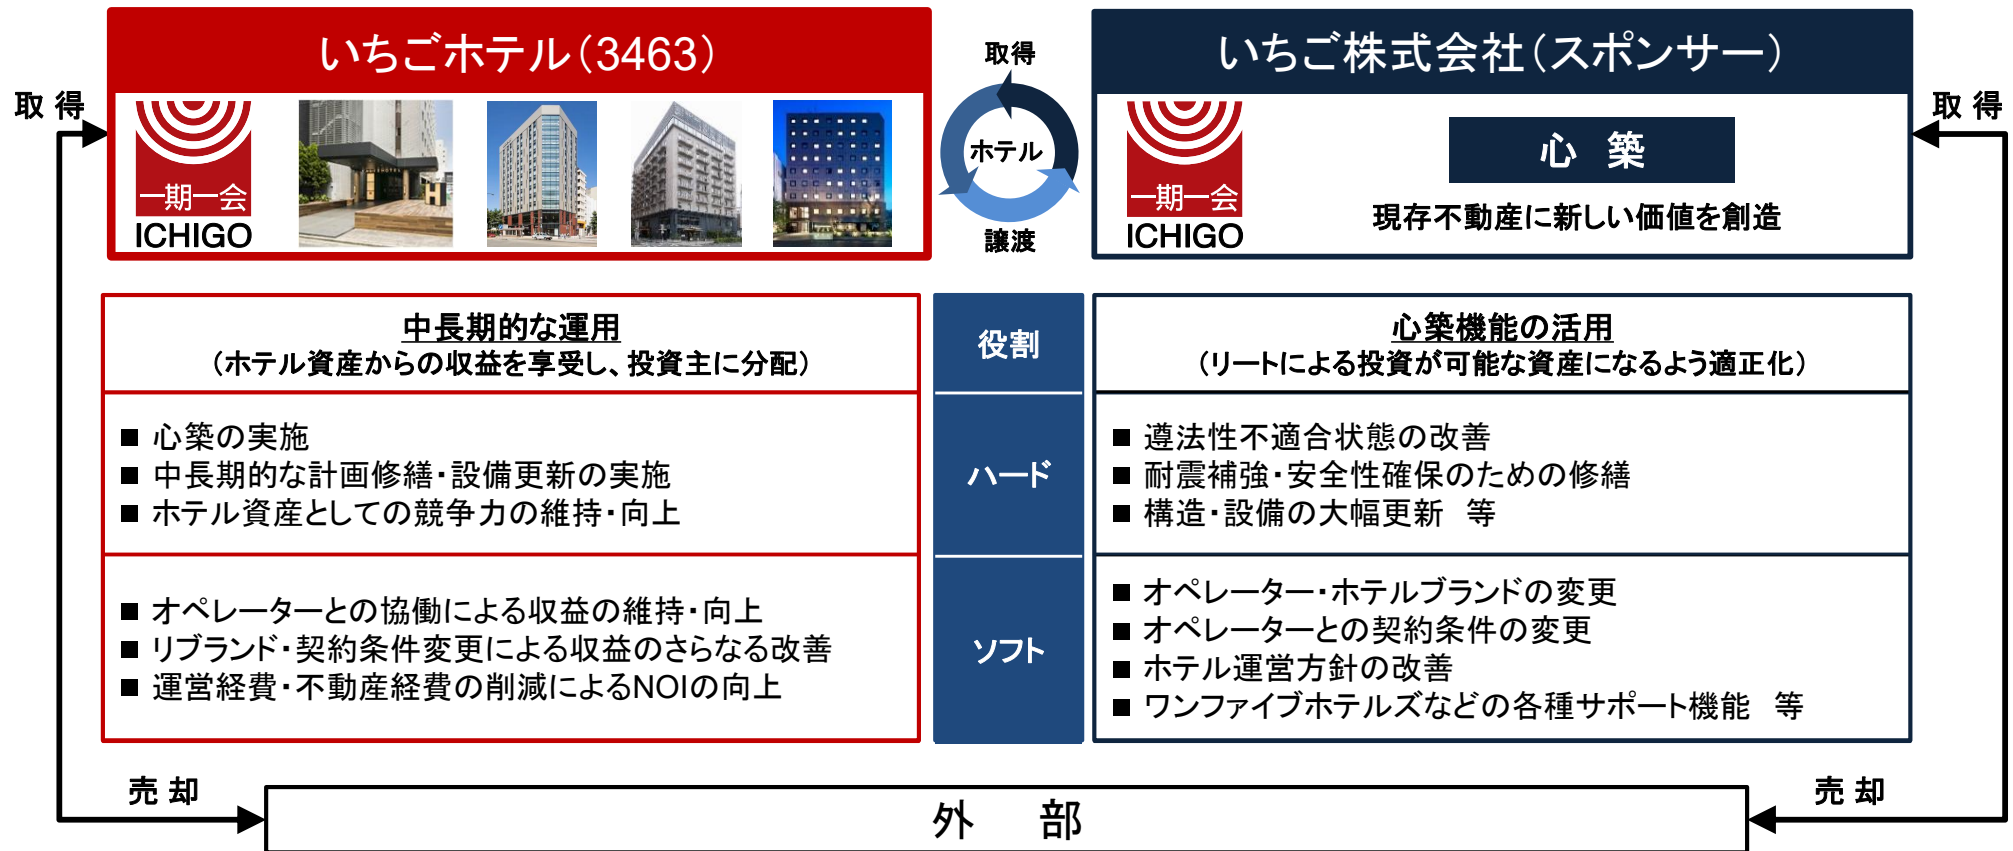 いちごホテル（3463）
取得
一期一会
ICHIGO
取得
ホテル
譲渡
いちご株式会社（スポンサー）
取得
一期一会
ICHIGO
心 築
現存不動産に新しい価値を創造
中長期的な運用
（ホテル資産からの収益を享受し、投資主に分配）
役割
心築機能の活用
（リートによる投資が可能な資産になるよう適正化）
■ 心築の実施
■ 中長期的な計画修繕・設備更新の実施
■ ホテル資産としての競争力の維持・向上
ハード
■ 遵法性不適合状態の改善
■ 耐震補強・安全性確保のための修繕
■ 構造・設備の大幅更新　等
■ オペレーターとの協働による収益の維持・向上
■ リブランド・契約条件変更による収益のさらなる改善
■ 運営経費・不動産経費の削減によるNOIの向上
ソフト
■ オペレーター・ホテルブランドの変更
■ オペレーターとの契約条件の変更
■ ホテル運営方針の改善
■ ワンファイブホテルズなどの各種サポート機能　等
売却
外　部
売却